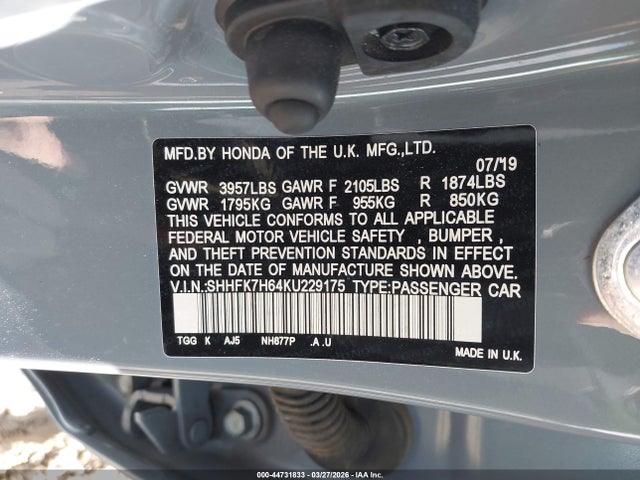 MFD.BY HONDA OF THE U.K. MFG.,LTD.
07/19
GVWR 3957LBS GAWR F 2105LBS R 1874LBS
GVWR 1795KG GAWR F 955KG R 850KG
THIS VEHICLE CONFORMS TO ALL APPLICABLE
FEDERAL MOTOR VEHICLE SAFETY , BUMPER ,
AND THEFT PREVENTION STANDARDS IN EFFECT
ON THE DATE OF MANUFACTURE SHOWN ABOVE.
V.I.N.:SHHFK7H64KU229175 TYPE:PASSENGER CAR
TGG K AJ5 NH877P .A .U
MADE IN U.K.
000-44731833 | 03/27/2026 - IAA Inc.